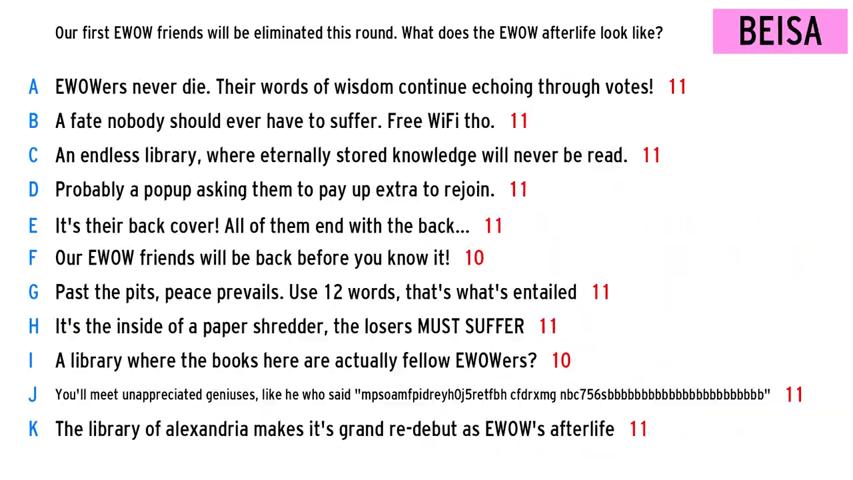 Our first EWOW friends will be eliminated this round. What does the EWOW afterlife look like? BEISA
A EWOWers never die. Their words of wisdom continue echoing through votes! 11
B A fate nobody should ever have to suffer. Free WiFi tho. 11
C An endless library, where eternally stored knowledge will never be read. 11
D Probably a popup asking them to pay up extra to rejoin. 11
E It's their back cover! All of them end with the back... 11
F Our EWOW friends will be back before you know it! 10
G Past the pits, peace prevails. Use 12 words, that's what's entailed 11
H It's the inside of a paper shredder, the losers MUST SUFFER 11
I A library where the books here are actually fellow EWOWers? 10
J You'll meet unappreciated geniuses, like he who said "mpsoamfpidreyh0j5retfbh cfdrxmg nbc756sbbbbbbbbbbbbbbbbbbbbbbb" 11
K The library of alexandria makes it's grand re-debut as EWOW's afterlife 11